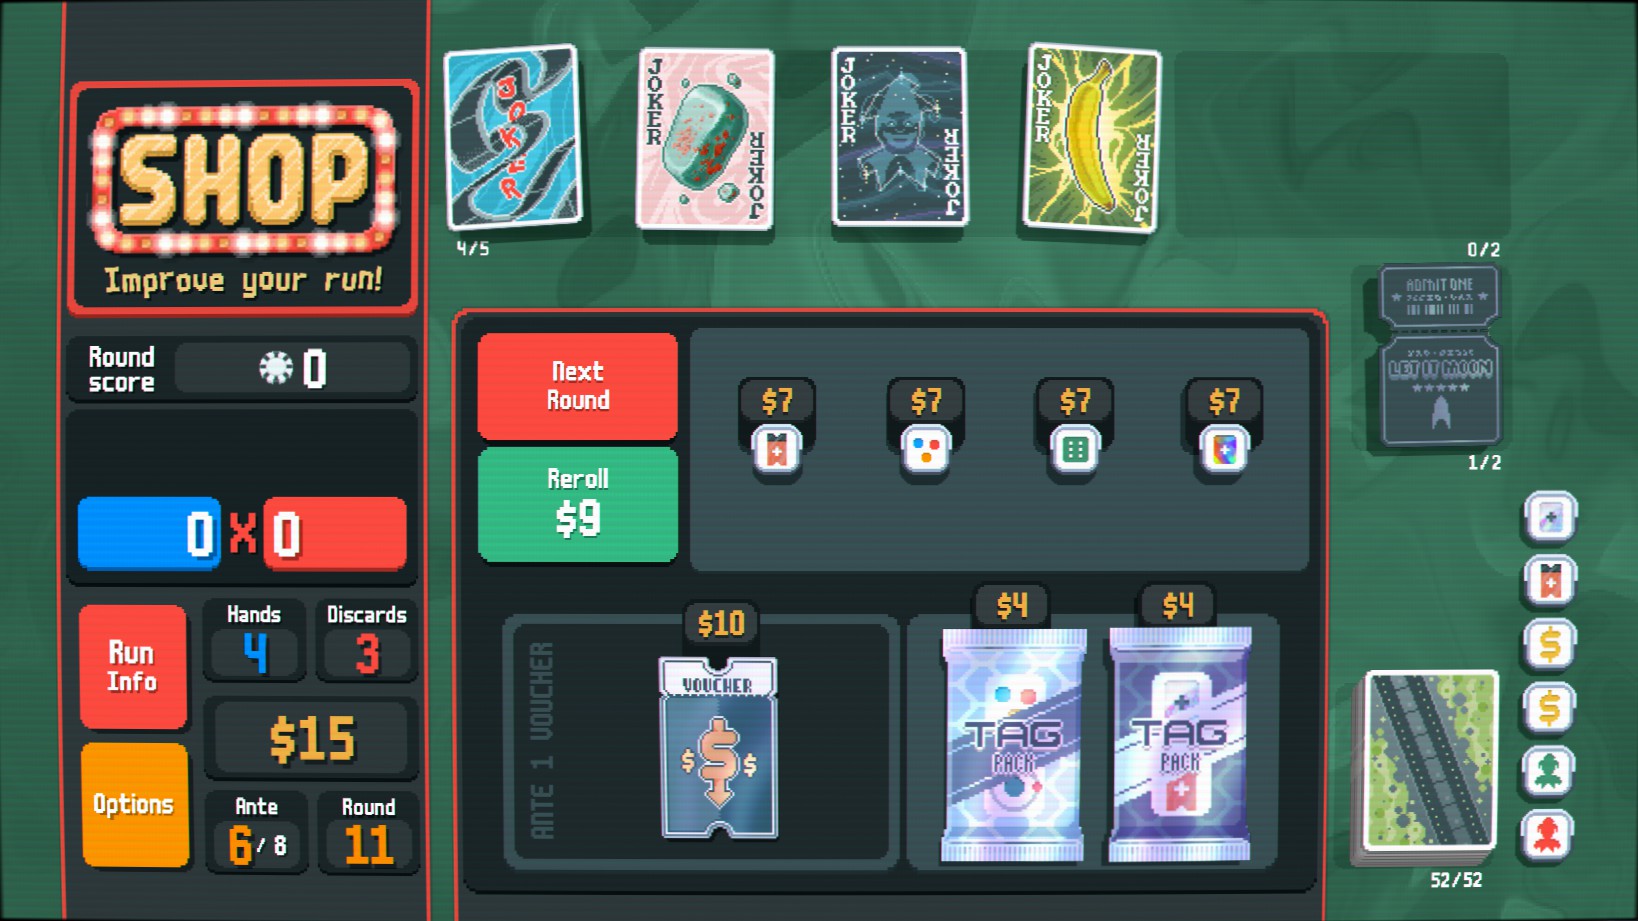 SHOP
Improve your run!
Round
score
0
0 X 0
Run
Info
Hands
4
Discards
3
$15
Options
Ante
6 / 8
Round
11
JOKER
4/5
JOKER
JOKER
JOKER
JOKER
JOKER
JOKER
0/2
ADMIT ONE
LET IT MOON
1/2
Next
Round
Reroll
$9
$7
$7
$7
$7
ANTE 1 VOUCHER
$10
VOUCHER
$ $ $
$4
TAG
PACK
$4
TAG
PACK
$
$
52/52